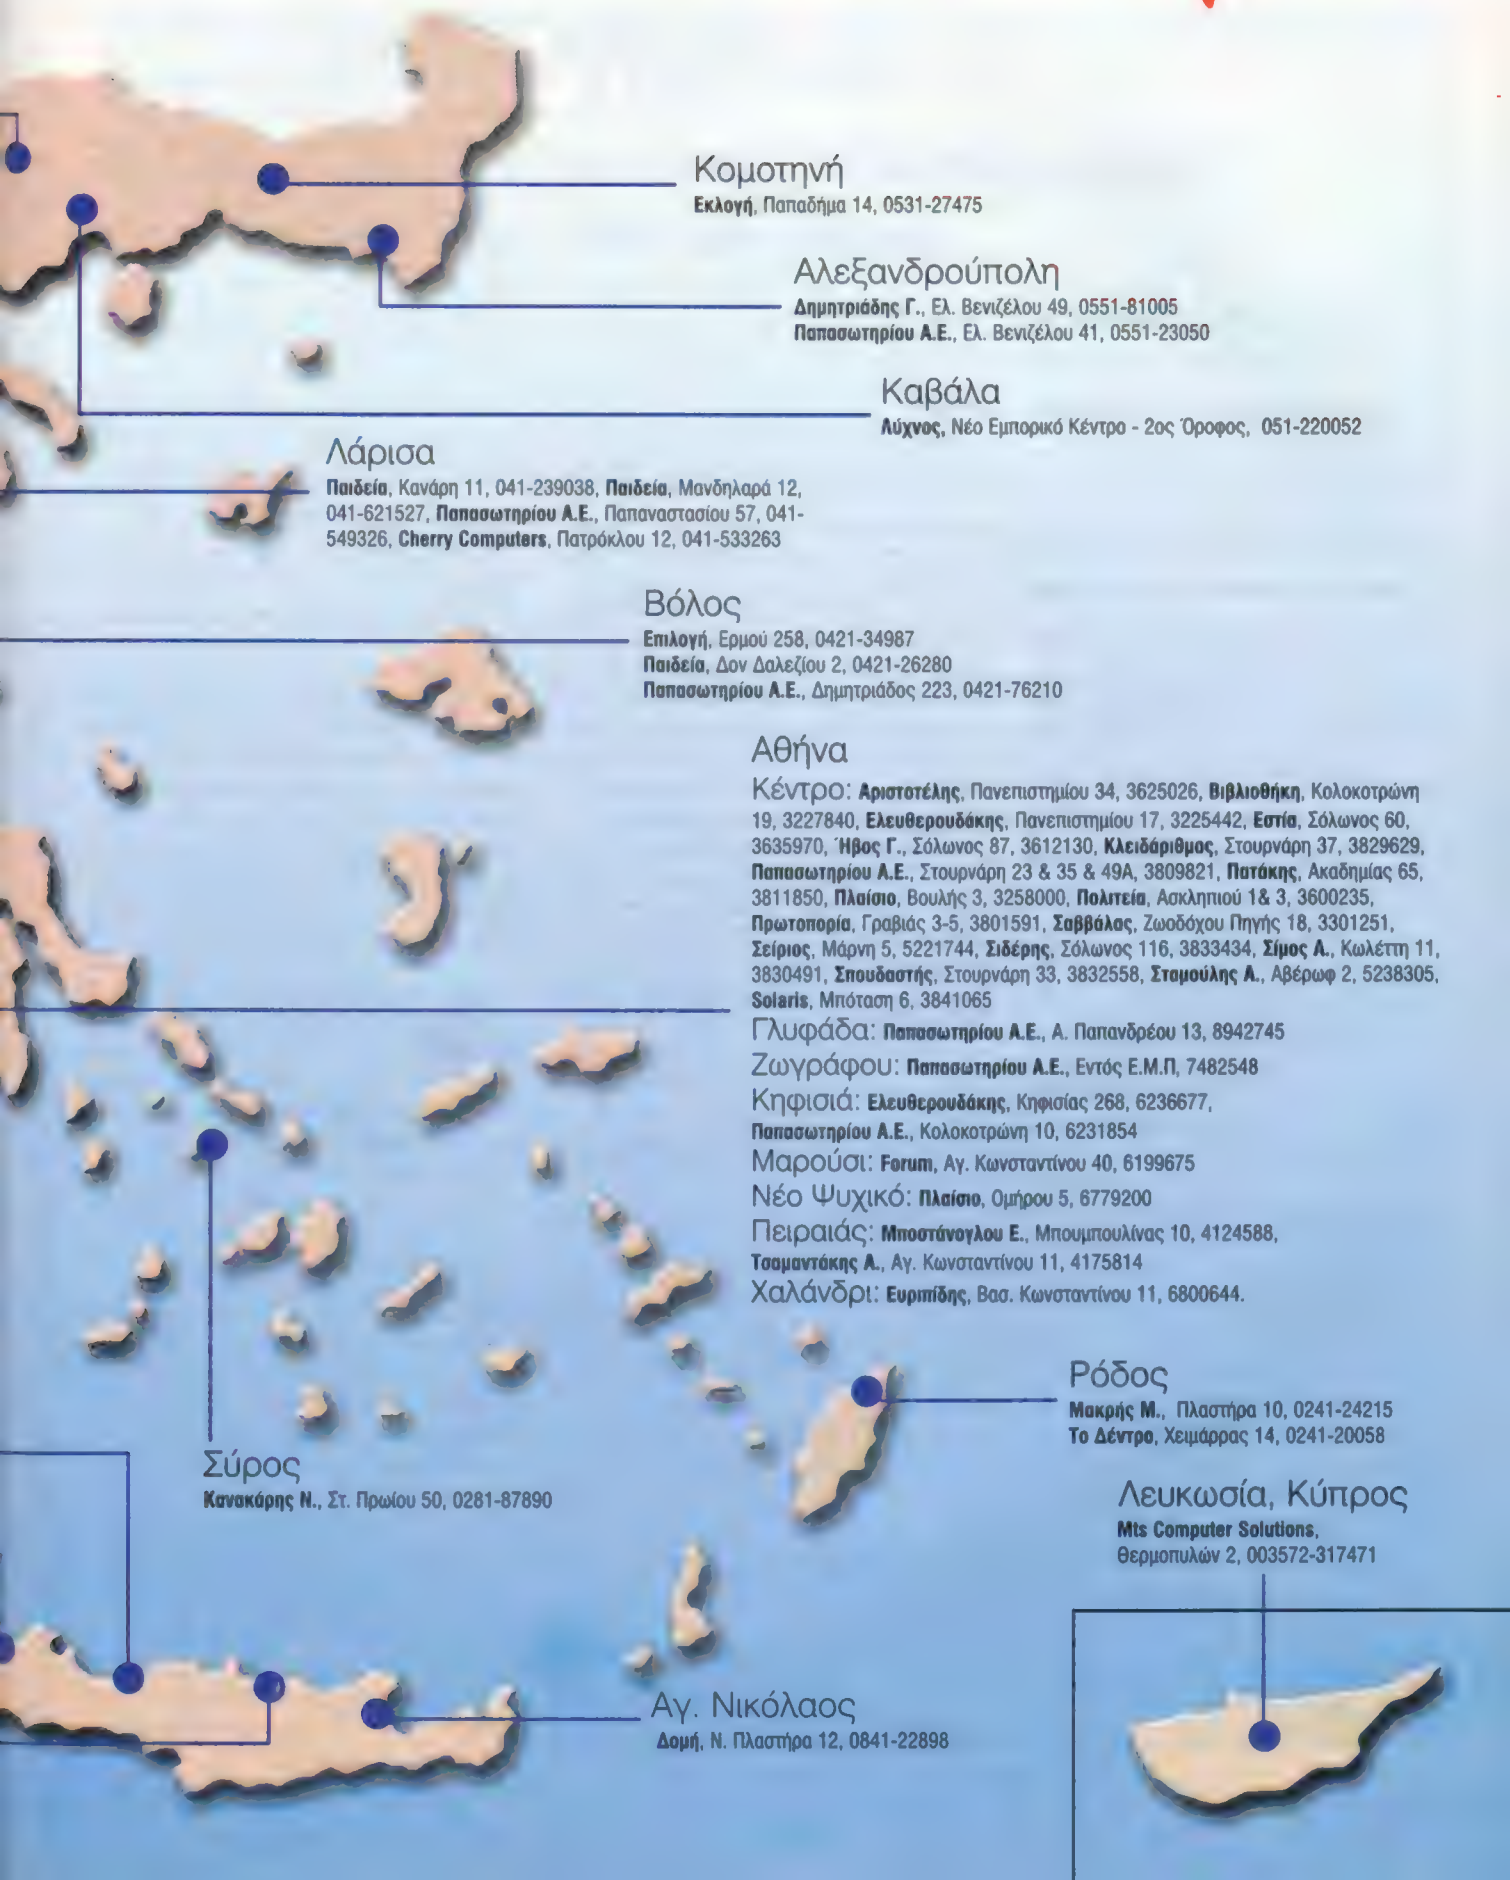 Κομοτηνή
Εκλογή, Παπαδήμα 14, 0531-27475
Αλεξανδρούπολη
Δημητριάδης Γ., Ελ. Βενιζέλου 49, 0551-81005
Παπασωτηρίου Α.Ε., Ελ. Βενιζέλου 41, 0551-23050
Καβάλα
Λύχνος, Νέο Εμπορικό Κέντρο - 2ος Όροφος, 051-220052
Λάρισα
Παιδεία, Κανάρη 11, 041-239038, Παιδεία, Μανδηλαρά 12,
041-621527, Παπασωτηρίου Α.Ε., Παπαναστασίου 57, 041-
549326, Cherry Computers, Πατρόκλου 12, 041-533263
Βόλος
Επιλογή, Ερμού 258, 0421-34987
Παιδεία, Δον Δαλεζίου 2, 0421-26280
Παπασωτηρίου Α.Ε., Δημητριάδος 223, 0421-76210
Αθήνα
Κέντρο: Αριστοτέλης, Πανεπιστημίου 34, 3625026, Βιβλιοθήκη, Κολοκοτρώνη
19, 3227840, Ελευθερουδάκης, Πανεπιστημίου 17, 3225442, Εστία, Σόλωνος 60,
3635970, Ήβος Γ., Σόλωνος 87, 3612130, Κλειδάριθμος, Στουρνάρη 37, 3829629,
Παπασωτηρίου Α.Ε., Στουρνάρη 23 & 35 & 49Α, 3809821, Πατάκης, Ακαδημίας 65,
3811850, Πλαίσιο, Βουλής 3, 3258000, Πολιτεία, Ασκληπιού 1& 3, 3600235,
Πρωτοπορία, Γραβιάς 3-5, 3801591, Σαββάλας, Ζωοδόχου Πηγής 18, 3301251,
Σείριος, Μάρνη 5, 5221744, Σιδέρης, Σόλωνος 116, 3833434, Σίμος Λ., Κωλέττη 11,
3830491, Σπουδαστής, Στουρνάρη 33, 3832558, Σταμούλης Α., Αβέρωφ 2, 5238305,
Solaris, Μπόταση 6, 3841065
Γλυφάδα: Παπασωτηρίου Α.Ε., Α. Παπανδρέου 13, 8942745
Ζωγράφου: Παπασωτηρίου Α.Ε., Εντός Ε.Μ.Π, 7482548
Κηφισιά: Ελευθερουδάκης, Κηφισίας 268, 6236677,
Παπασωτηρίου Α.Ε., Κολοκοτρώνη 10, 6231854
Μαρούσι: Forum, Αγ. Κωνσταντίνου 40, 6199675
Νέο Ψυχικό: Πλαίσιο, Ομήρου 5, 6779200
Πειραιάς: Μποστάνογλου Ε., Μπουμπουλίνας 10, 4124588,
Τσαμαντάκης Α., Αγ. Κωνσταντίνου 11, 4175814
Χαλάνδρι: Ευριπίδης, Βασ. Κωνσταντίνου 11, 6800644.
Ρόδος
Μακρής Μ., Πλαστήρα 10, 0241-24215
Το Δέντρο, Χειμάρρας 14, 0241-20058
Σύρος
Κανακάρης Ν., Στ. Πρωίου 50, 0281-87890
Λευκωσία, Κύπρος
Mts Computer Solutions,
Θερμοπυλών 2, 003572-317471
Αγ. Νικόλαος
Δομή, Ν. Πλαστήρα 12, 0841-22898